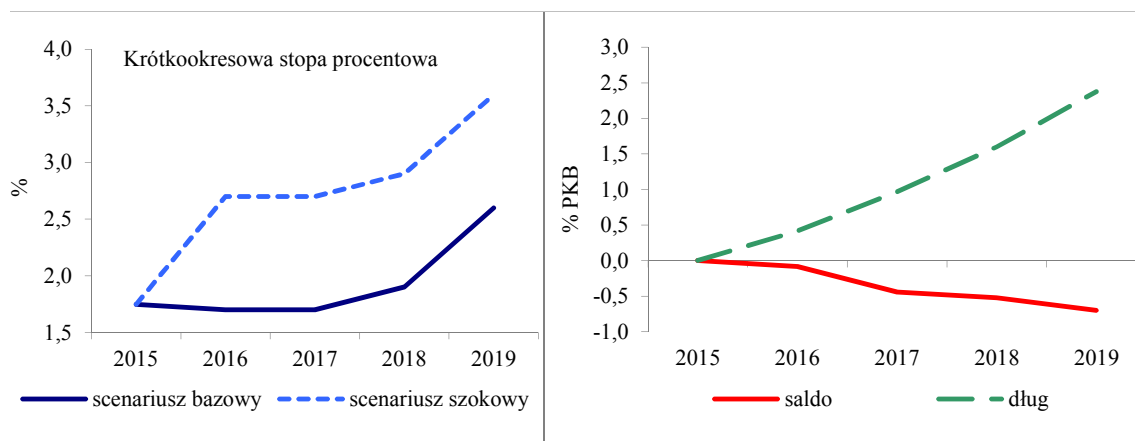 Krótkookresowa stopa procentowa
4,0
3,5
3,0
2,5
2,0
1,5
%
2015 2016 2017 2018 2019
scenariusz bazowy scenariusz szokowy
3,0
2,5
2,0
1,5
1,0
0,5
0,0
-0,5
-1,0
% PKB
2015 2016 2017 2018 2019
saldo dług